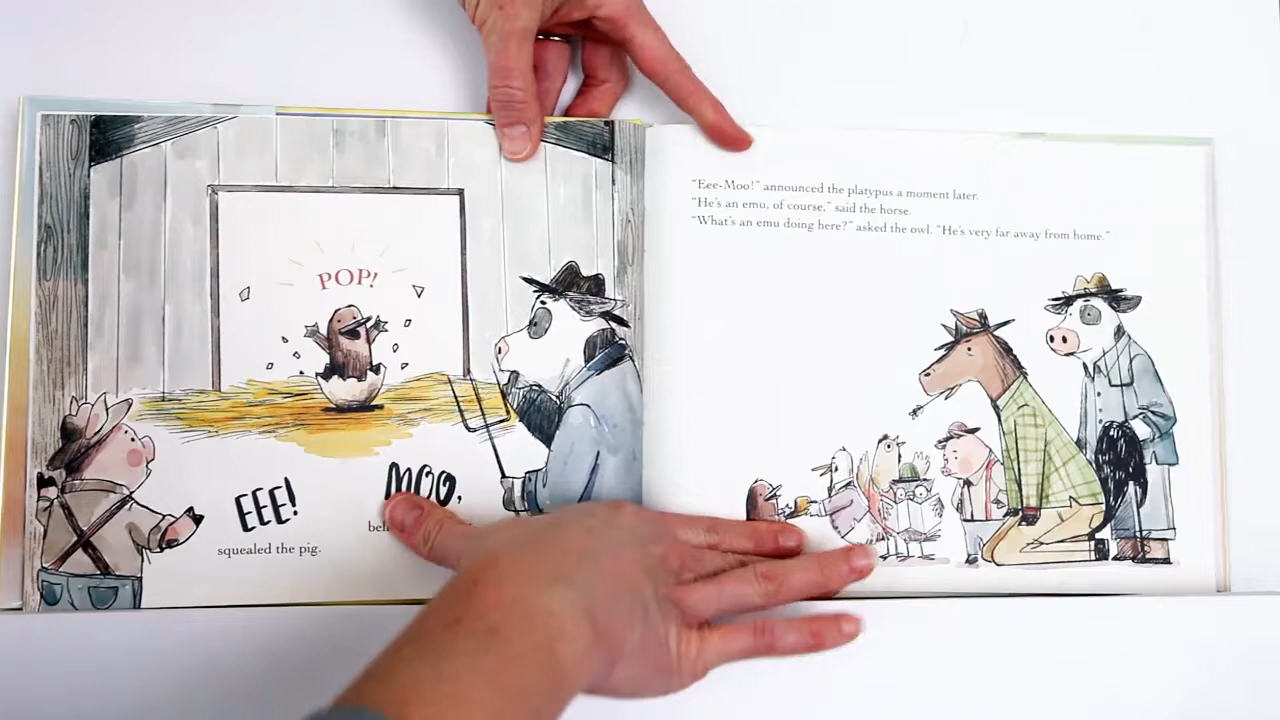 POP!
EEE!
squealed the pig.
MOO,
“Eee-Moo!” announced the platypus a moment later.
“He’s an emu, of course,” said the horse.
“What’s an emu doing here?” asked the owl. “He’s very far away from home.”